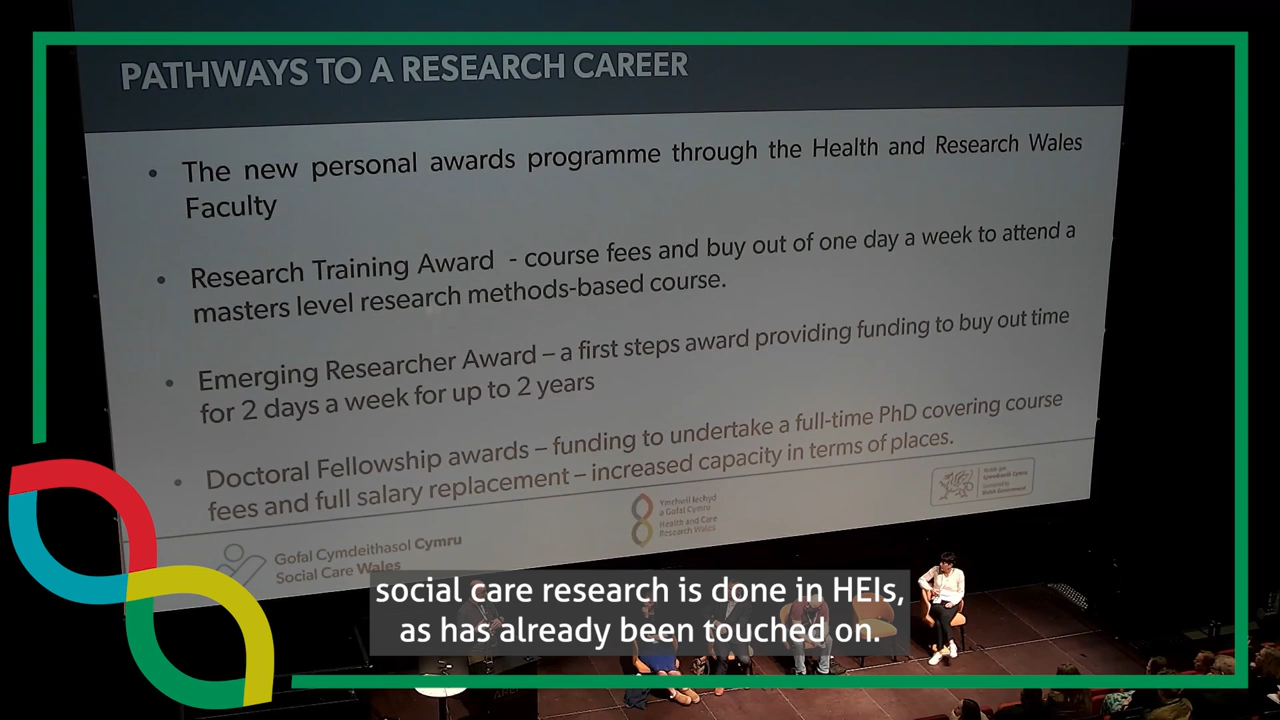 PATHWAYS TO A RESEARCH CAREER
• The new personal awards programme through the Health and Research Wales
Faculty
• Research Training Award - course fees and buy out of one day a week to attend a
masters level research methods-based course.
• Emerging Researcher Award – a first steps award providing funding to buy out time
for 2 days a week for up to 2 years
• Doctoral Fellowship awards – funding to undertake a full-time PhD covering course
fees and full salary replacement – increased capacity in terms of places.
Gofal Cymdeithasol Cymru
Social Care Wales
Ymchwil Iechyd
a Gofal Cymru
Health and Care
Research Wales
social care research is done in HEIs,
as has already been touched on.